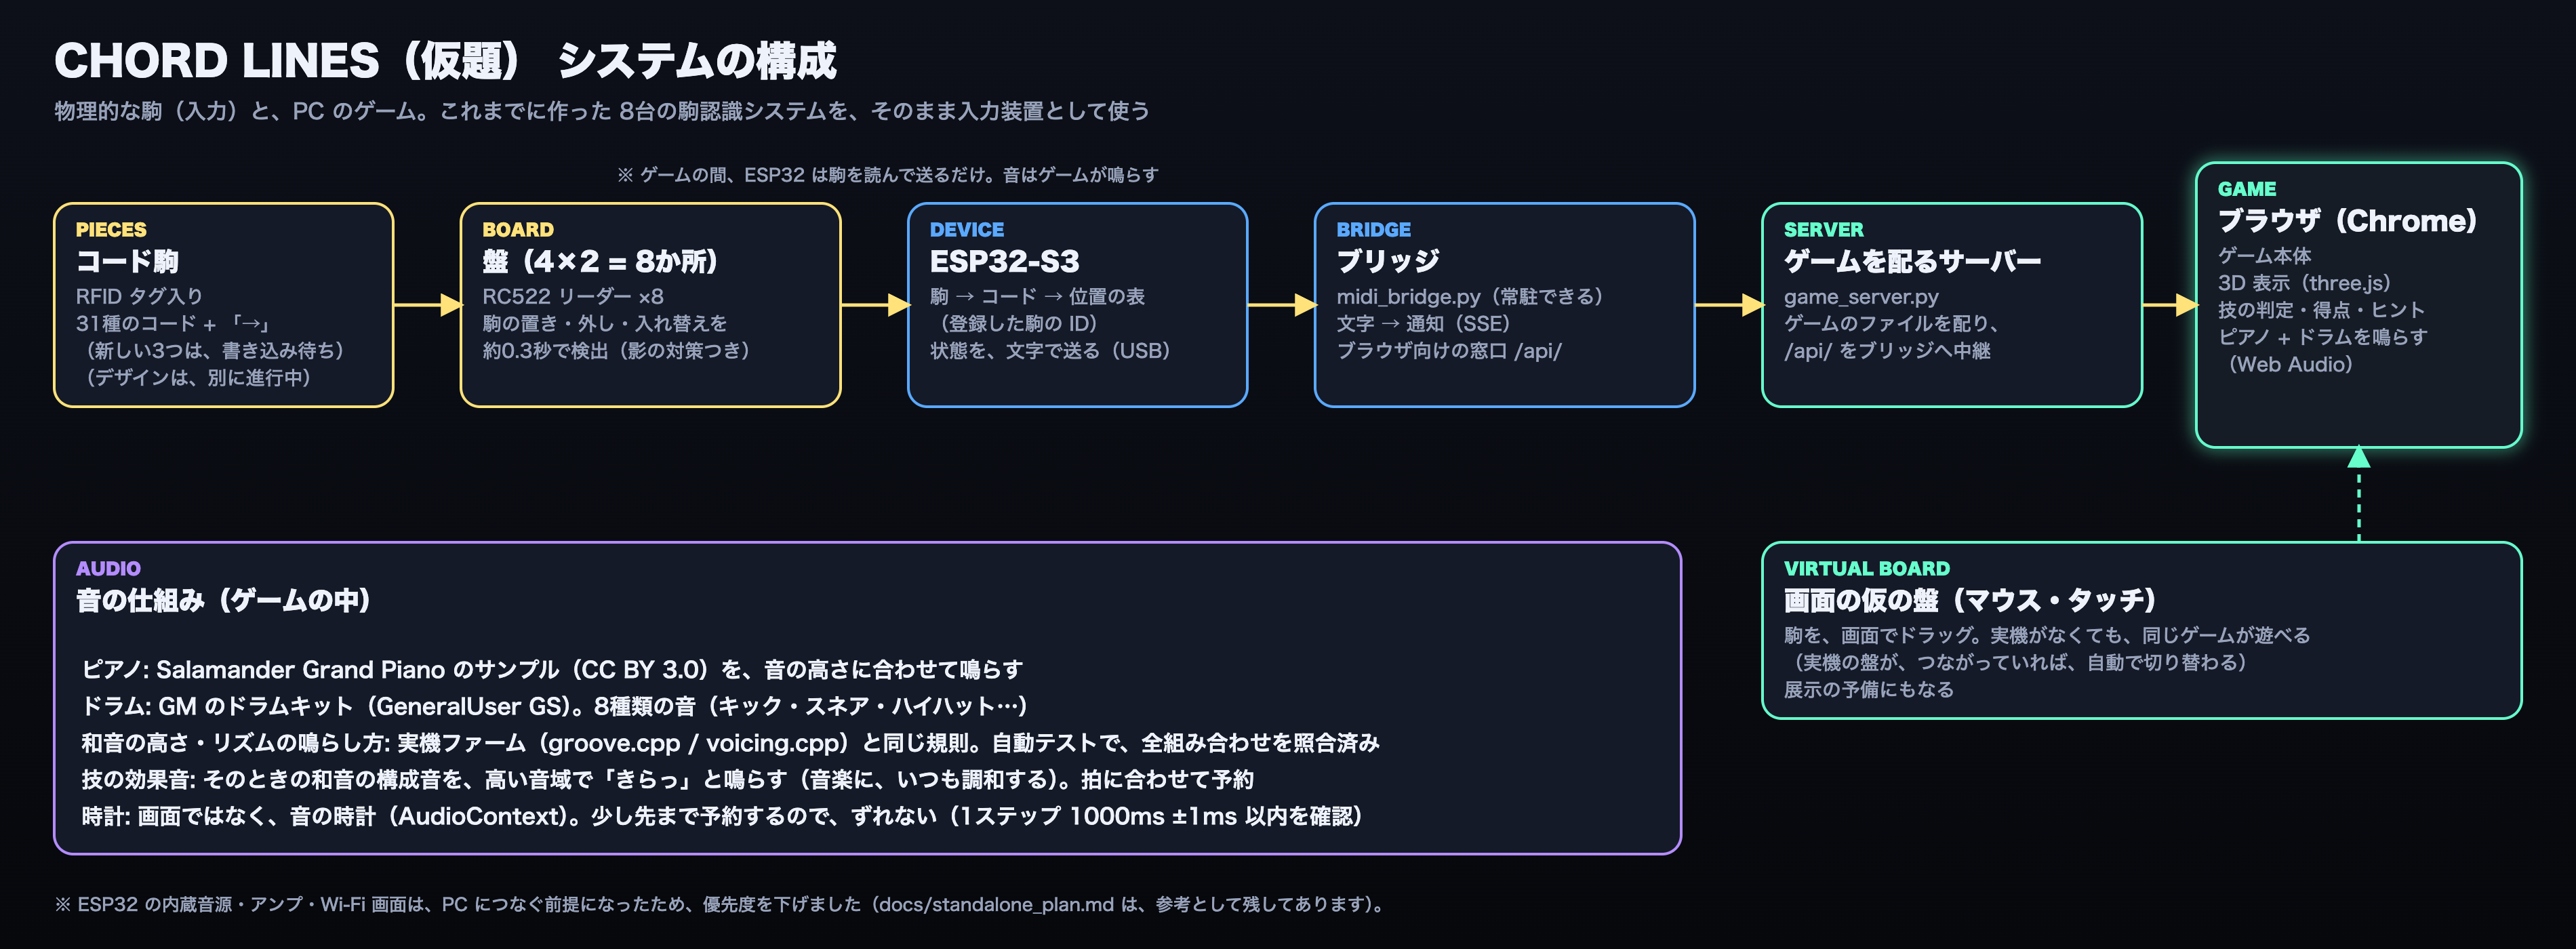 CHORD LINES（仮題） システムの構成
物理的な駒（入力）と、PC のゲーム。これまでに作った 8台の駒認識システムを、そのまま入力装置として使う
※ ゲームの間、ESP32 は駒を読んで送るだけ。音はゲームが鳴らす
PIECES
コード駒
RFID タグ入り
31種のコード + 「→」
（新しい3つは、書き込み待ち）
（デザインは、別に進行中）
BOARD
盤（4×2 = 8か所）
RC522 リーダー ×8
駒の置き・外し・入れ替えを
約0.3秒で検出（影の対策つき）
DEVICE
ESP32-S3
駒 → コード → 位置の表
（登録した駒の ID）
状態を、文字で送る（USB）
BRIDGE
ブリッジ
midi_bridge.py（常駐できる）
文字 → 通知（SSE）
ブラウザ向けの窓口 /api/
SERVER
ゲームを配るサーバー
game_server.py
ゲームのファイルを配り、
/api/ をブリッジへ中継
GAME
ブラウザ（Chrome）
ゲーム本体
3D 表示（three.js）
技の判定・得点・ヒント
ピアノ + ドラムを鳴らす
（Web Audio）
AUDIO
音の仕組み（ゲームの中）
ピアノ: Salamander Grand Piano のサンプル（CC BY 3.0）を、音の高さに合わせて鳴らす
ドラム: GM のドラムキット（GeneralUser GS）。8種類の音（キック・スネア・ハイハット…）
和音の高さ・リズムの鳴らし方: 実機ファーム（groove.cpp / voicing.cpp）と同じ規則。自動テストで、全組み合わせを照合済み
技の効果音: そのときの和音の構成音を、高い音域で「きらっ」と鳴らす（音楽に、いつも調和する）。拍に合わせて予約
時計: 画面ではなく、音の時計（AudioContext）。少し先まで予約するので、ずれない（1ステップ 1000ms ±1ms 以内を確認）
VIRTUAL BOARD
画面の仮の盤（マウス・タッチ）
駒を、画面でドラッグ。実機がなくても、同じゲームが遊べる
（実機の盤が、つながっていれば、自動で切り替わる）
展示の予備にもなる
※ ESP32 の内蔵音源・アンプ・Wi-Fi 画面は、PC につなぐ前提になったため、優先度を下げました（docs/standalone_plan.md は、参考として残してあります）。